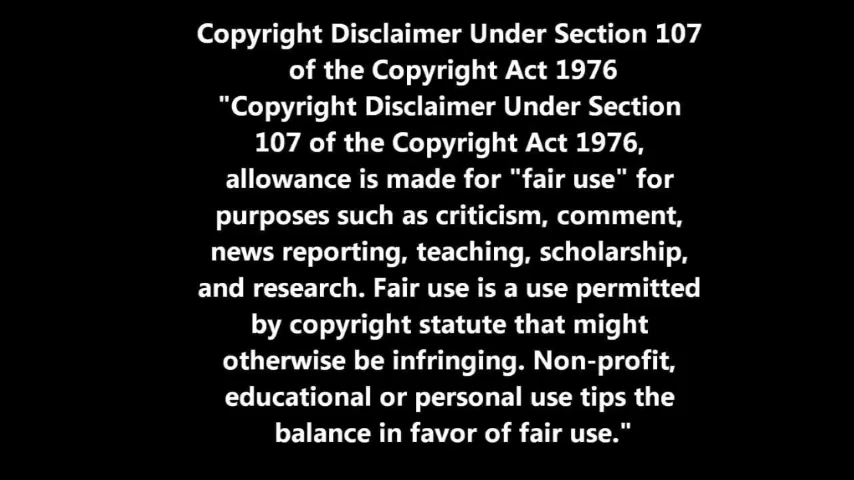 Copyright Disclaimer Under Section 107
of the Copyright Act 1976
"Copyright Disclaimer Under Section
107 of the Copyright Act 1976,
allowance is made for "fair use" for
purposes such as criticism, comment,
news reporting, teaching, scholarship,
and research. Fair use is a use permitted
by copyright statute that might
otherwise be infringing. Non-profit,
educational or personal use tips the
balance in favor of fair use."